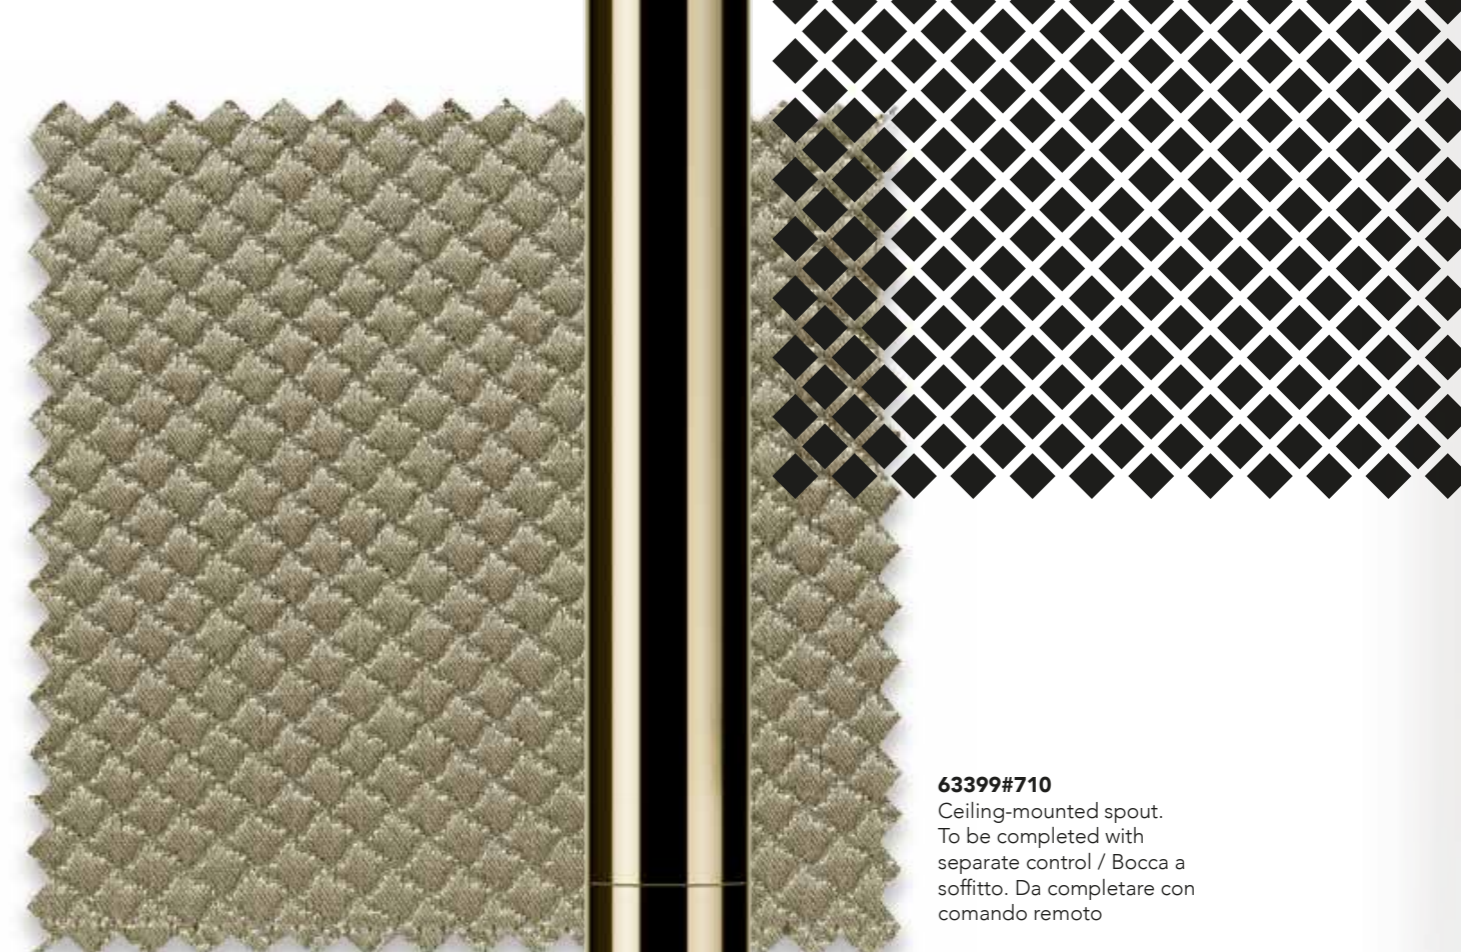 63399#710
Ceiling-mounted spout.
To be completed with
separate control / Bocca a
soffitto. Da completare con
comando remoto